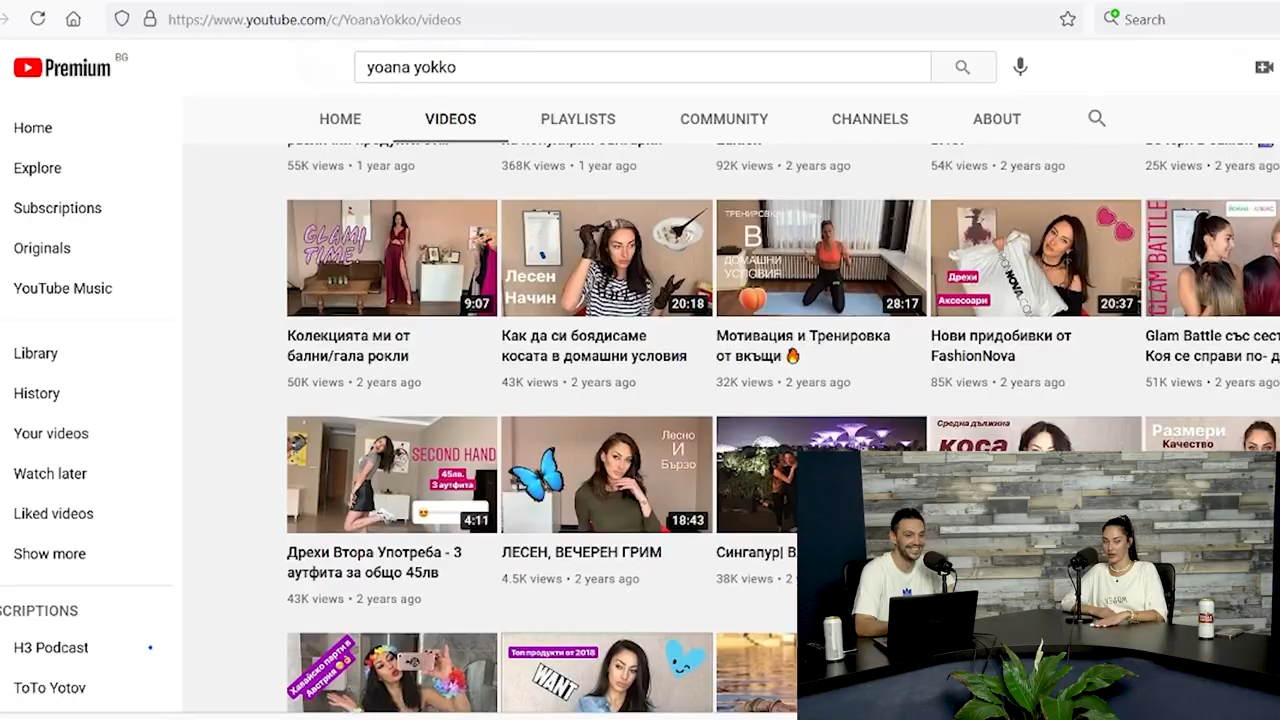 https://www.youtube.com/c/YoanaYokko/videos
Search
Premium BG
yoana yokko
HOME
VIDEOS
PLAYLISTS
COMMUNITY
CHANNELS
ABOUT
Home
Explore
Subscriptions
Originals
YouTube Music
Library
History
Your videos
Watch later
Liked videos
Show more
SCRIPTIONS
H3 Podcast
ToTo Yotov
55K views • 1 year ago
368K views • 1 year ago
92K views • 2 years ago
54K views • 2 years ago
25K views • 2 years ago
GLAM TIME!
9:07
Лесен
Начин
20:18
ТРЕНИРОВКА
В
ДОМАШНИ
УСЛОВИЯ
28:17
Дрехи
Аксесоари
20:37
GLAM BATTLE
Колекцията ми от
бални/гала рокли
50K views • 2 years ago
Как да си боядисаме
косата в домашни условия
43K views • 2 years ago
Мотивация и Тренировка
от вкъщи
32K views • 2 years ago
Нови придобивки от
FashionNova
85K views • 2 years ago
Glam Battle със сест
Коя се справи по- д
51K views • 2 years ago
SECOND HAND
45лв.
3 аутфита
4:11
Лесно
И
Бързо
18:43
Средна дължина
коса
Размери
Качество
Дрехи Втора Употреба - 3
аутфита за общо 45лв
43K views • 2 years ago
ЛЕСЕН, ВЕЧЕРЕН ГРИМ
4.5K views • 2 years ago
Сингапур| В
38K views • 2
Хавайско парти в
Австрия
Топ продукти от 2018
WANT